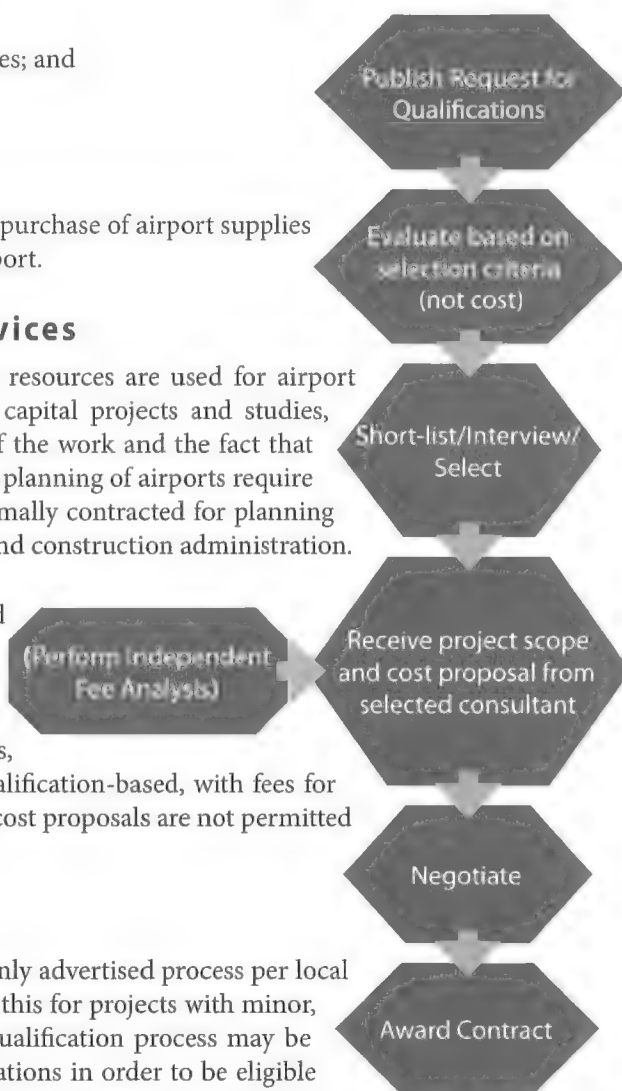 es; and
purchase of airport supplies
port.
vices
resources are used for airport
capital projects and studies,
f the work and the fact that
planning of airports require
mally contracted for planning
nd construction administration.
d
s,
alification-based, with fees for
cost proposals are not permitted
nly advertised process per local
this for projects with minor,
qualification process may be
ations in order to be eligible
Publish Request for
Qualifications
Evaluate based on
selection criteria
(not cost)
Short-list/Interview/
Select
(Perform Independent
Fee Analysis)
Receive project scope
and cost proposal from
selected consultant
Negotiate
Award Contract